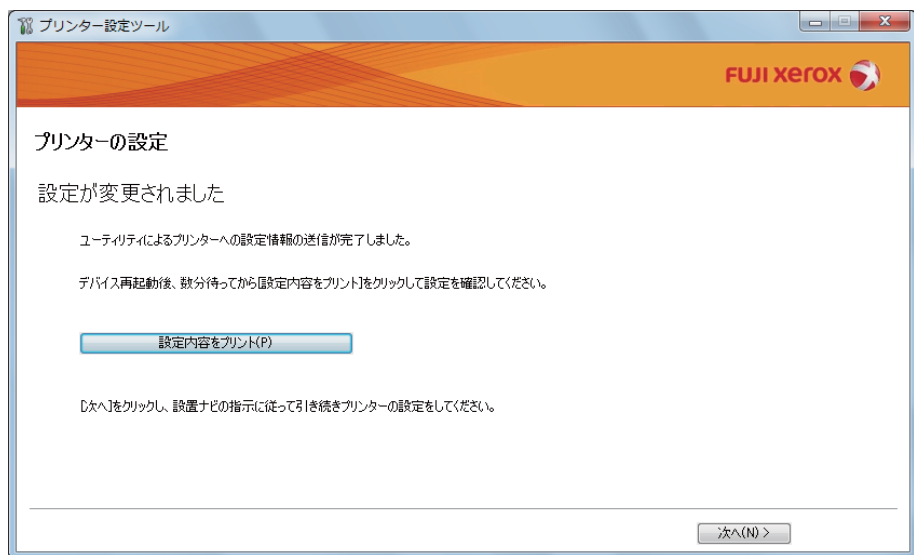 プリンター設定ツール
FUJI xerox
プリンターの設定
設定が変更されました
ユーティリティによるプリンターへの設定情報の送信が完了しました。
デバイス再起動後、数分待ってから[設定内容をプリント]をクリックして設定を確認してください。
設定内容をプリント(P)
[次へ]をクリックし、設置ナビの指示に従って引き続きプリンターの設定をしてください。
次へ(N) >